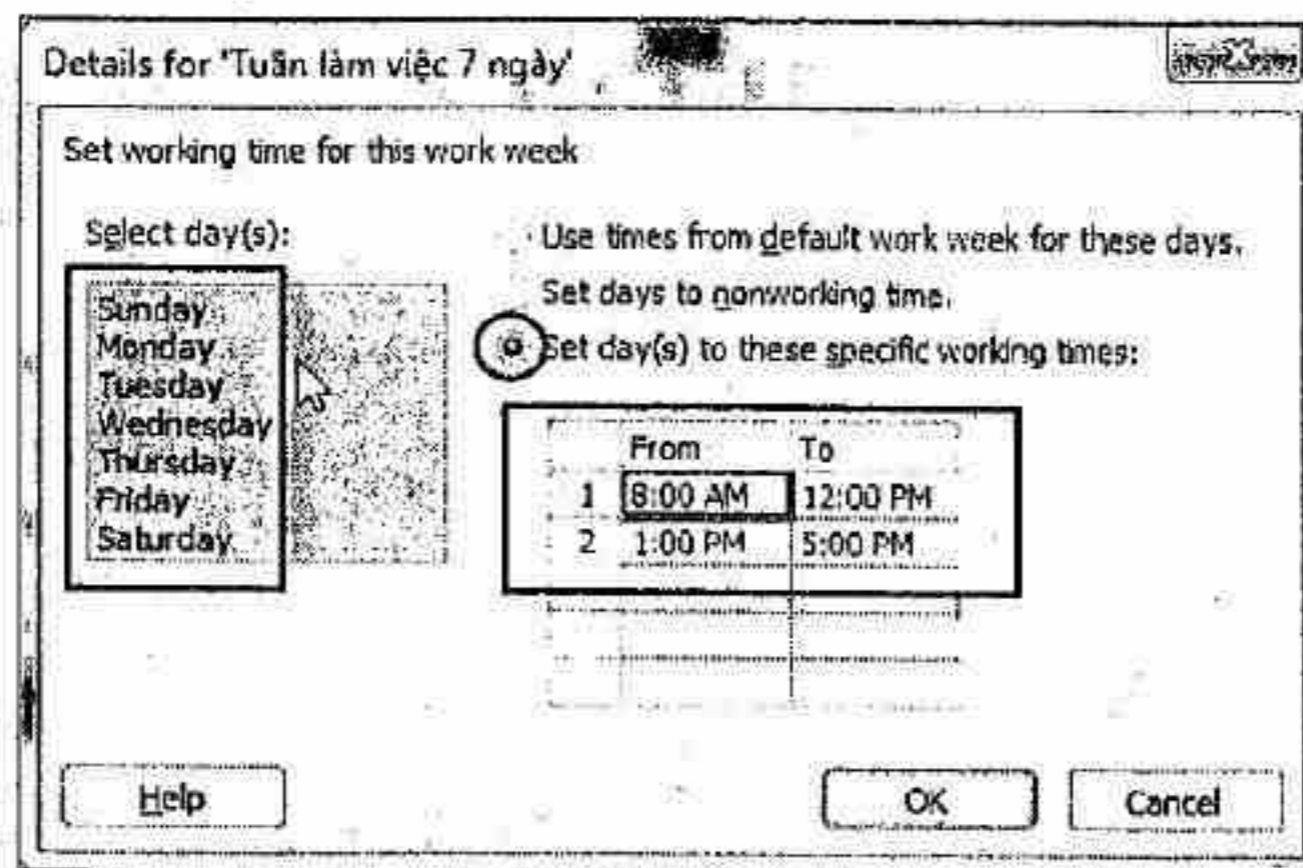 Details for 'Tuần làm việc 7 ngày'
Set working time for this work week
Select day(s):
Sunday
Monday
Tuesday
Wednesday
Thursday
Friday
Saturday
Use times from default work week for these days.
Set days to nonworking time.
Set day(s) to these specific working times:
From To
1 8:00 AM 12:00 PM
2 1:00 PM 5:00 PM
Help OK Cancel